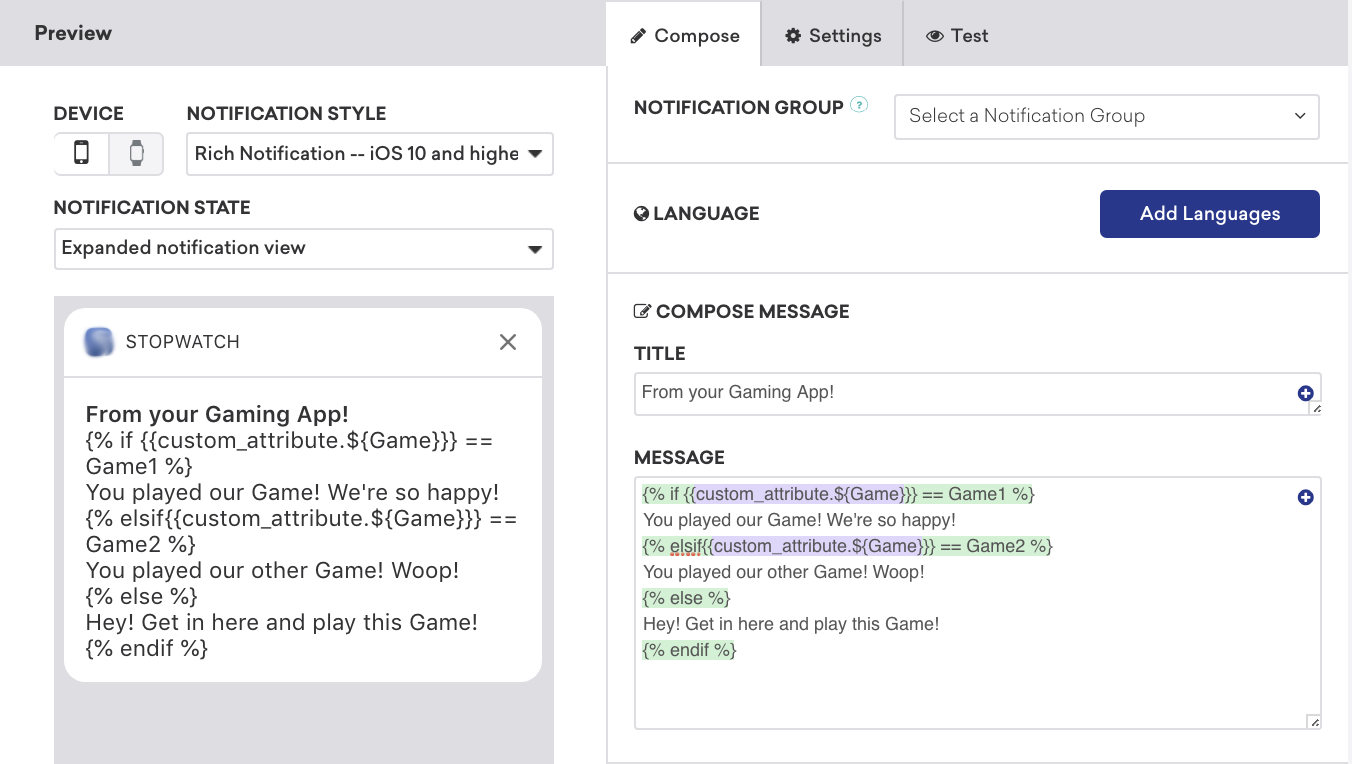 Preview
DEVICE
NOTIFICATION STYLE
Rich Notification -- iOS 10 and highe
NOTIFICATION STATE
Expanded notification view
STOPWATCH
From your Gaming App!
{% if {{custom_attribute.${Game}}} ==
Game1 %}
You played our Game! We're so happy!
{% elsif{{custom_attribute.${Game}}} ==
Game2 %}
You played our other Game! Woop!
{% else %}
Hey! Get in here and play this Game!
{% endif %}
Compose
Settings
Test
NOTIFICATION GROUP ?
Select a Notification Group
LANGUAGE
Add Languages
COMPOSE MESSAGE
TITLE
From your Gaming App!
MESSAGE
{% if {{custom_attribute.${Game}}} == Game1 %}
You played our Game! We're so happy!
{% elsif{{custom_attribute.${Game}}} == Game2 %}
You played our other Game! Woop!
{% else %}
Hey! Get in here and play this Game!
{% endif %}